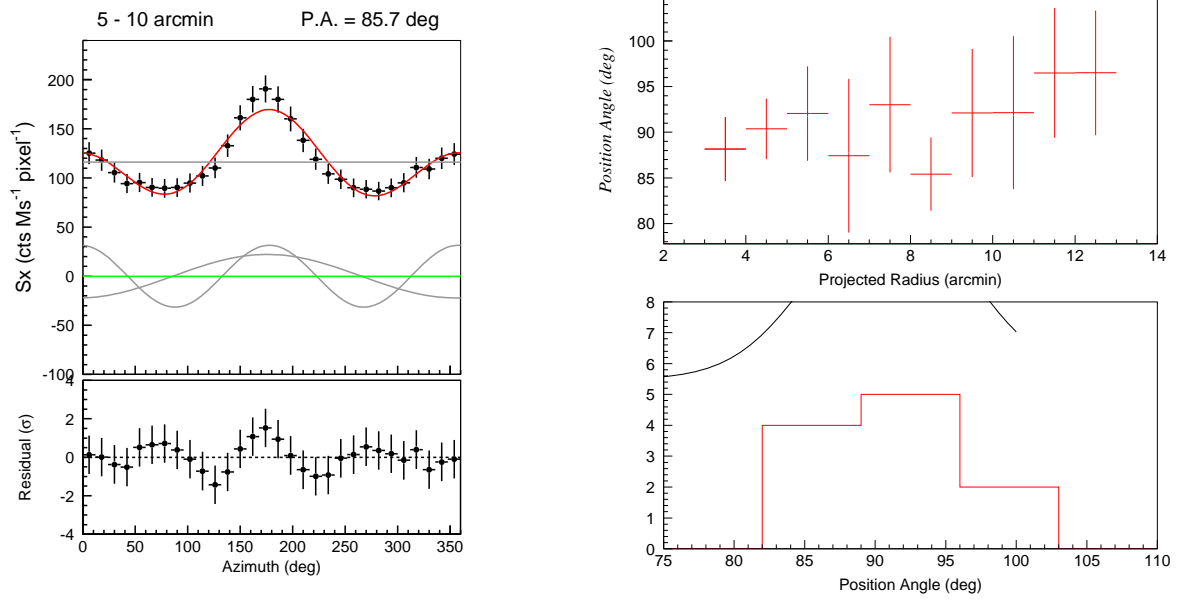 5 - 10 arcmin P.A. = 85.7 deg
Sx (cts Ms-1 pixel-1)
200
150
100
50
0
-50
-100
4
2
0
-2
-4
Residual (σ)
0 50 100 150 200 250 300 350
Azimuth (deg)
Position Angle (deg)
100
95
90
85
80
2 4 6 8 10 12 14
Projected Radius (arcmin)
8
7
6
5
4
3
2
1
0
75 80 85 90 95 100 105 110
Position Angle (deg)